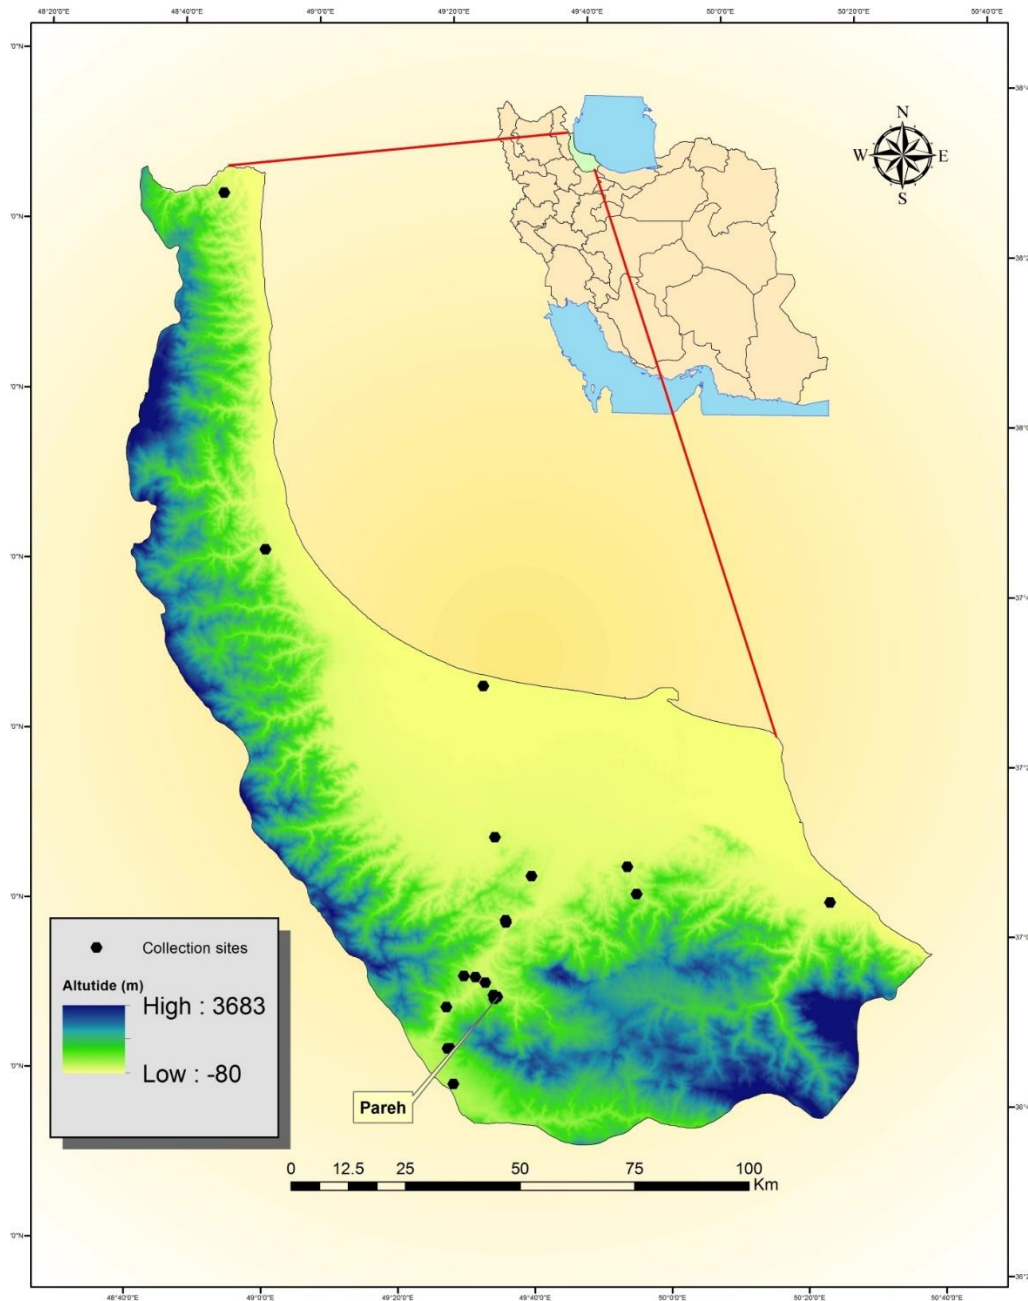 48°20'0"E 48°40'0"E 49°0'0"E 49°20'0"E 49°40'0"E 50°0'0"E 50°20'0"E 50°40'0"E
N
W E
S
Collection sites
Altutide (m)
High : 3683
Low : -80
Pareh
0 12.5 25 50 75 100
Km
48°40'0"E 49°0'0"E 49°20'0"E 49°40'0"E 50°0'0"E 50°20'0"E 50°40'0"E